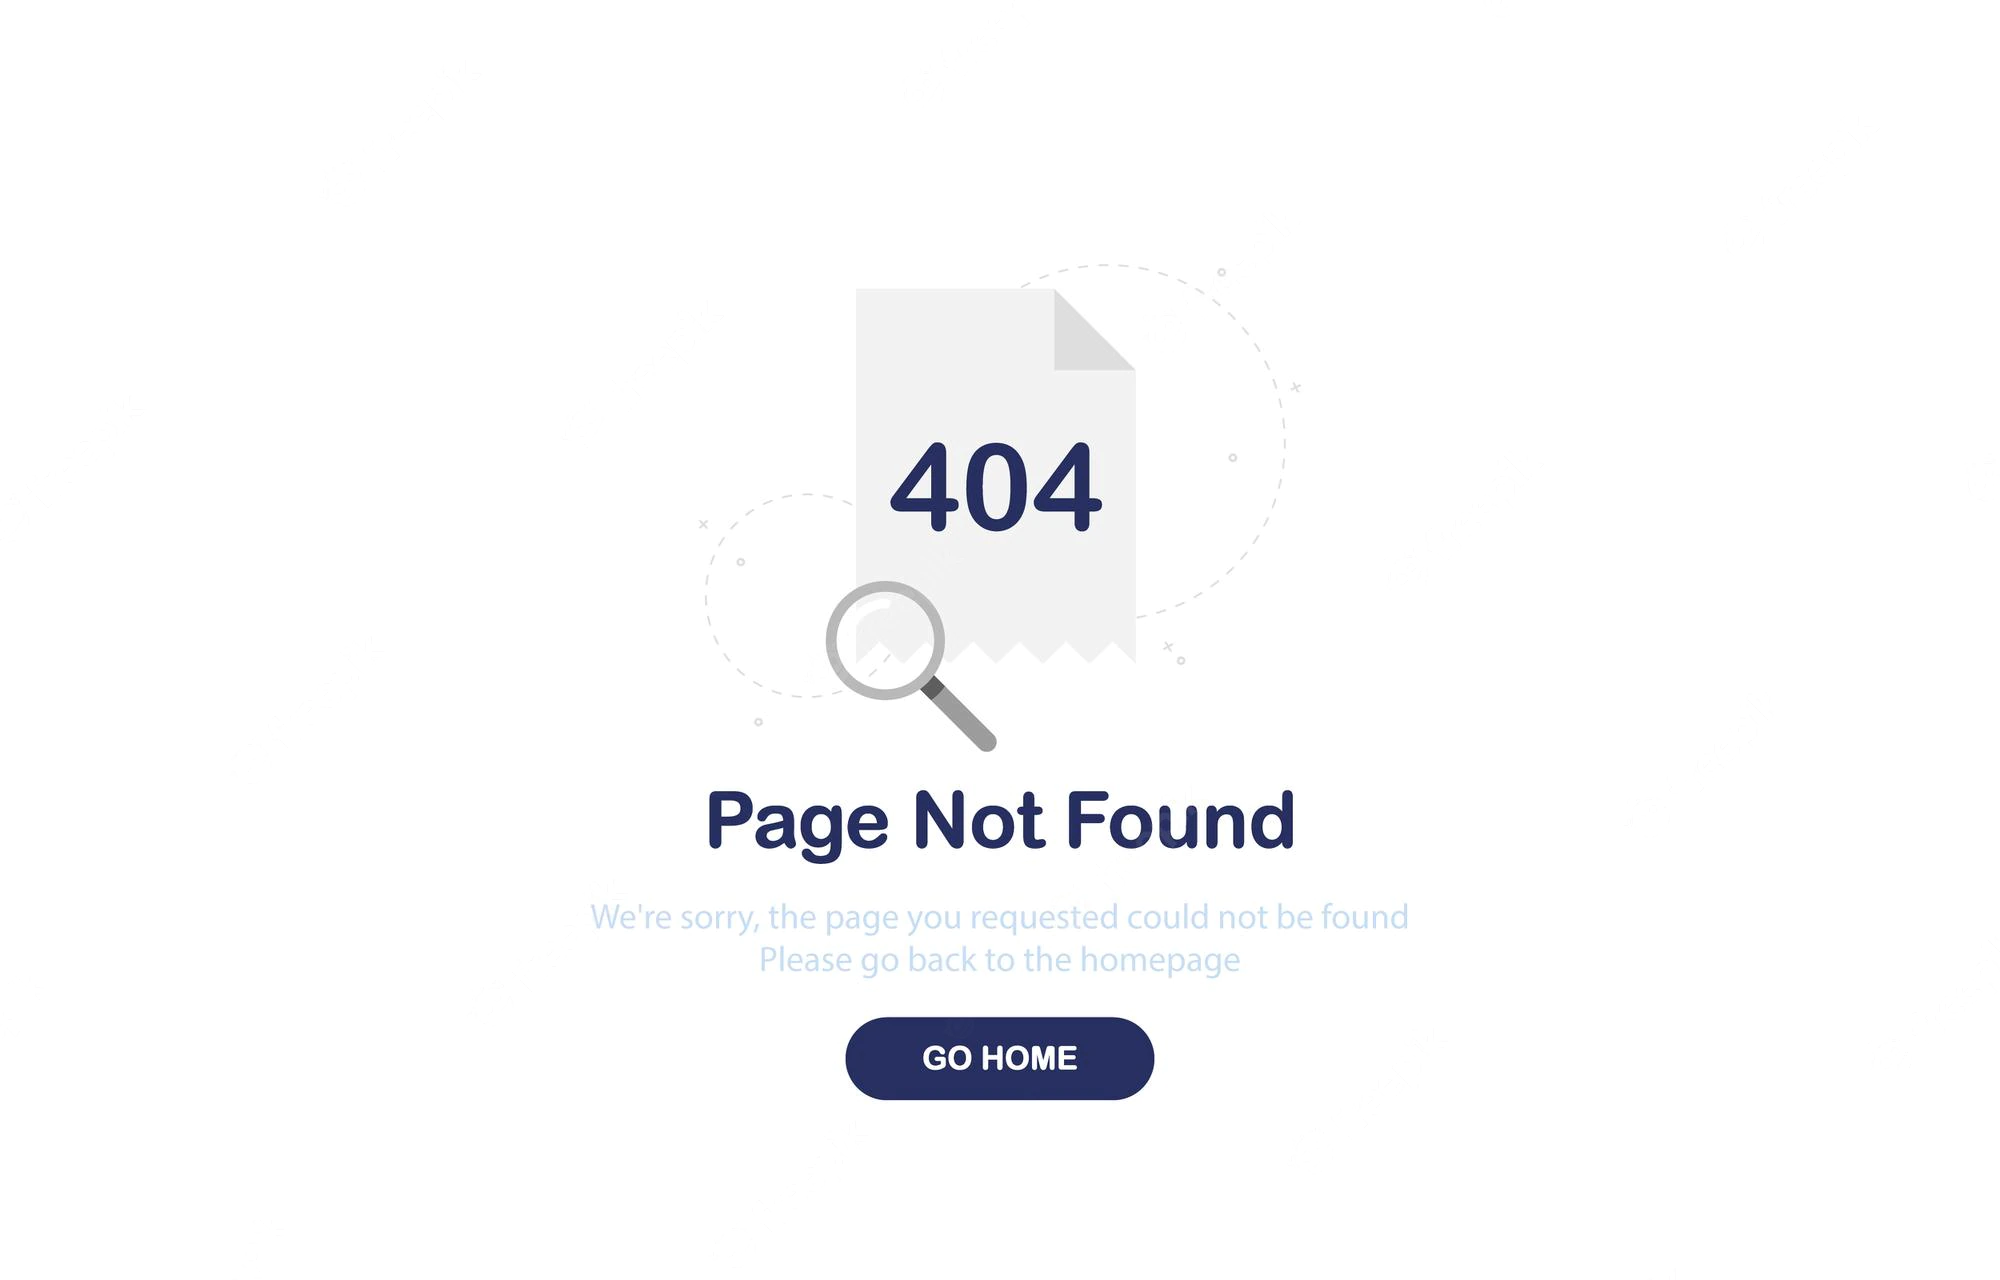 404
Page Not Found
We're sorry, the page you requested could not be found
Please go back to the homepage
GO HOME